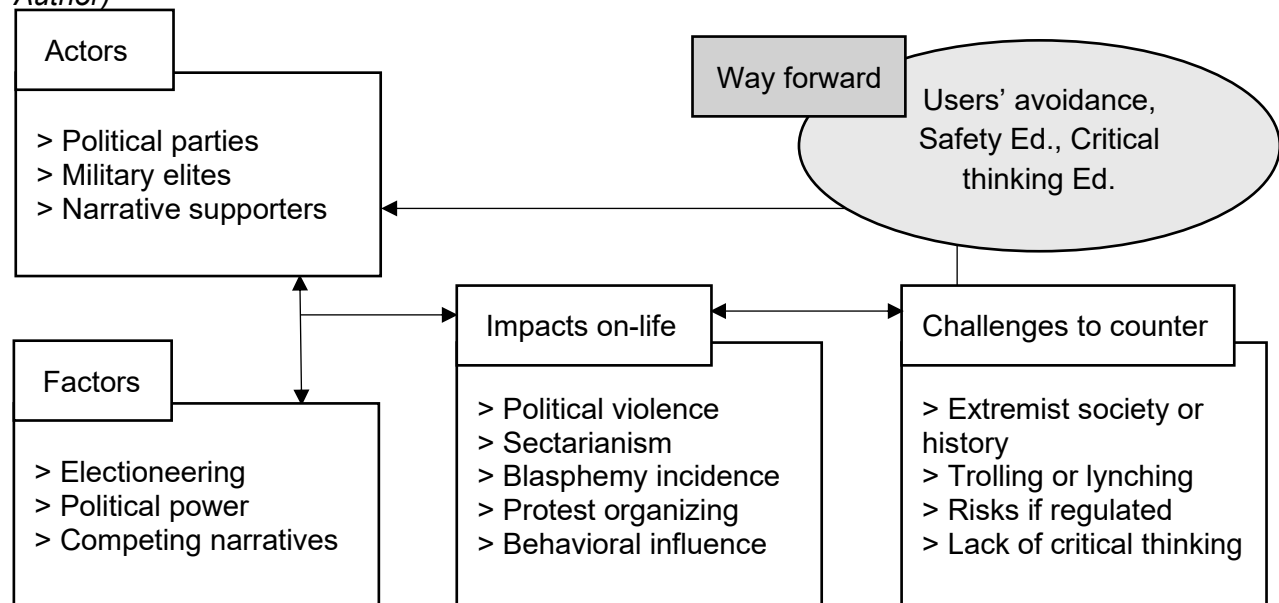 Author)
Actors
> Political parties
> Military elites
> Narrative supporters
Way forward
Users’ avoidance,
Safety Ed., Critical
thinking Ed.
Factors
> Electioneering
> Political power
> Competing narratives
Impacts on-life
> Political violence
> Sectarianism
> Blasphemy incidence
> Protest organizing
> Behavioral influence
Challenges to counter
> Extremist society or
history
> Trolling or lynching
> Risks if regulated
> Lack of critical thinking